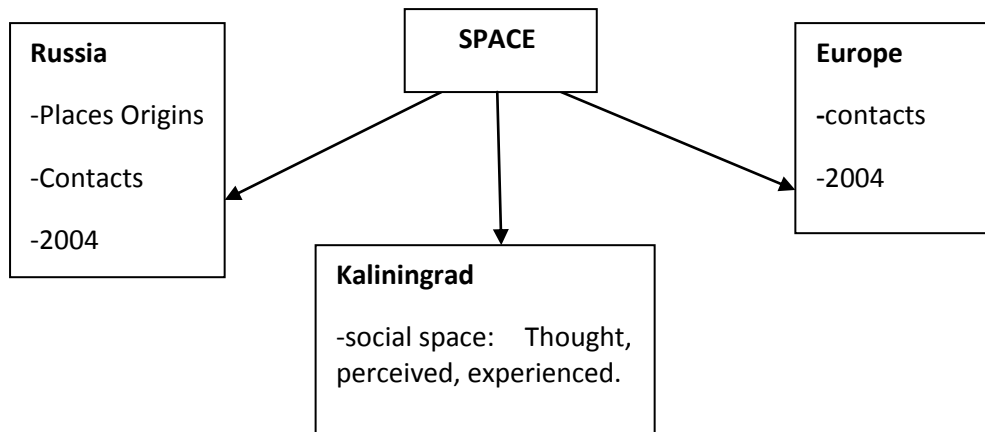 SPACE
Russia
-Places Origins
-Contacts
-2004
Kaliningrad
-social space: Thought,
perceived, experienced.
Europe
-contacts
-2004